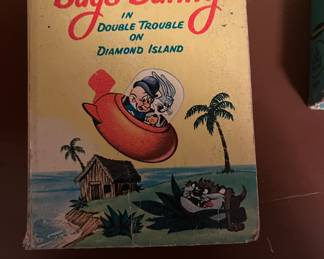 Bugs Bunny
IN
DOUBLE TROUBLE
ON
DIAMOND ISLAND